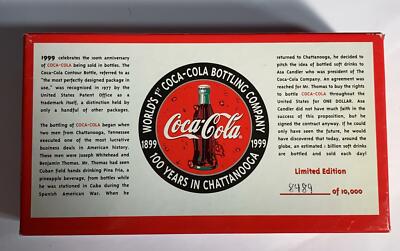 1999 celebrates the 100th anniversary
of COCA-COLA being sold in bottles. The
Coca-Cola Contour Bottle, referred to as
"the most perfectly designed package in
use," was recognized in 1977 by the
United States Patent Office as a
trademark itself, a distinction held only
a handful of other packages.
The bottling of COCA-COLA began when
two men from Chattanooga, Tennessee
executed one of the most lucrative
business deals in American history.
These men were Joseph Whitehead and
Benjamin Thomas. Mr. Thomas had seen
Cuban field hands drinking Pina Fria, a
pineapple beverage, from bottles while
he was stationed in Cuba during the
Spanish American War. When he
WORLD'S 1ST COCA-COLA BOTTLING COMPANY
1899
Coca-Cola
1999
100 YEARS IN CHATTANOOGA
returned to Chattanooga, he decided to
pitch the idea of bottled soft drinks to
Asa Candler who was president of The
Coca-Cola Company. An agreement was
reached for Mr. Thomas to buy the rights
to bottle COCA-COLA throughout the
United States for ONE DOLLAR. Asa
Candler did not have much faith in the
success of this proposition, but he
signed the contract anyway. If he could
only have seen the future, he would
have discovered that today, around the
globe, an estimated 1 billion soft drinks
are bottled and sold each day!
Limited Edition
8489 of 10,000